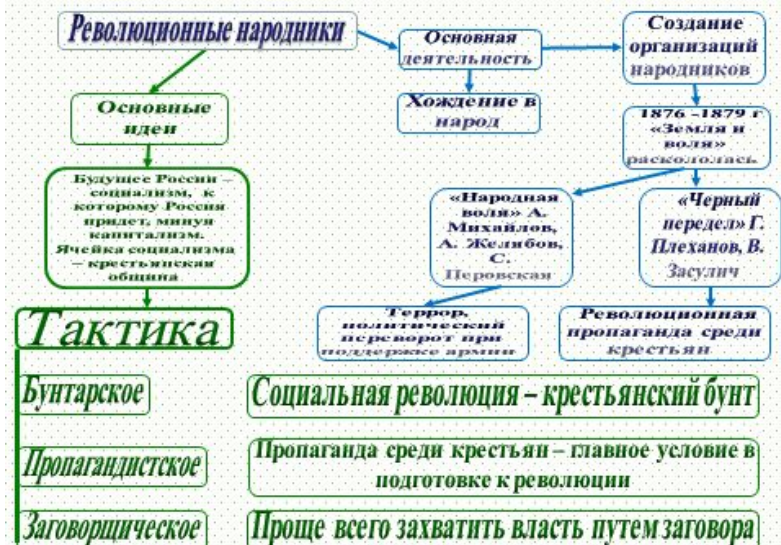 Революционные народники
Основная
деятельность
Создание
организаций
народников
Основные
идеи
Хождение в
народ
1876 –1879 г
«Земля и
воля»
раскололась
Будущее России –
социализм, к
которому Россия
придет, минуя
капитализм.
Ячейка социализма
– крестьянская
община
«Народная
воля» А.
Михайлов,
А. Желябов,
С.
Перовская
«Черный
передел» Г.
Плеханов, В.
Засулич
Террор,
политический
переворот при
поддержке армии
Революционная
пропаганда среди
крестьян
Тактика
Бунтарское
Социальная революция – крестьянский бунт
Пропагандистское
Пропаганда среди крестьян – главное условие в
подготовке к революции
Заговорщическое
Проще всего захватить власть путем заговора